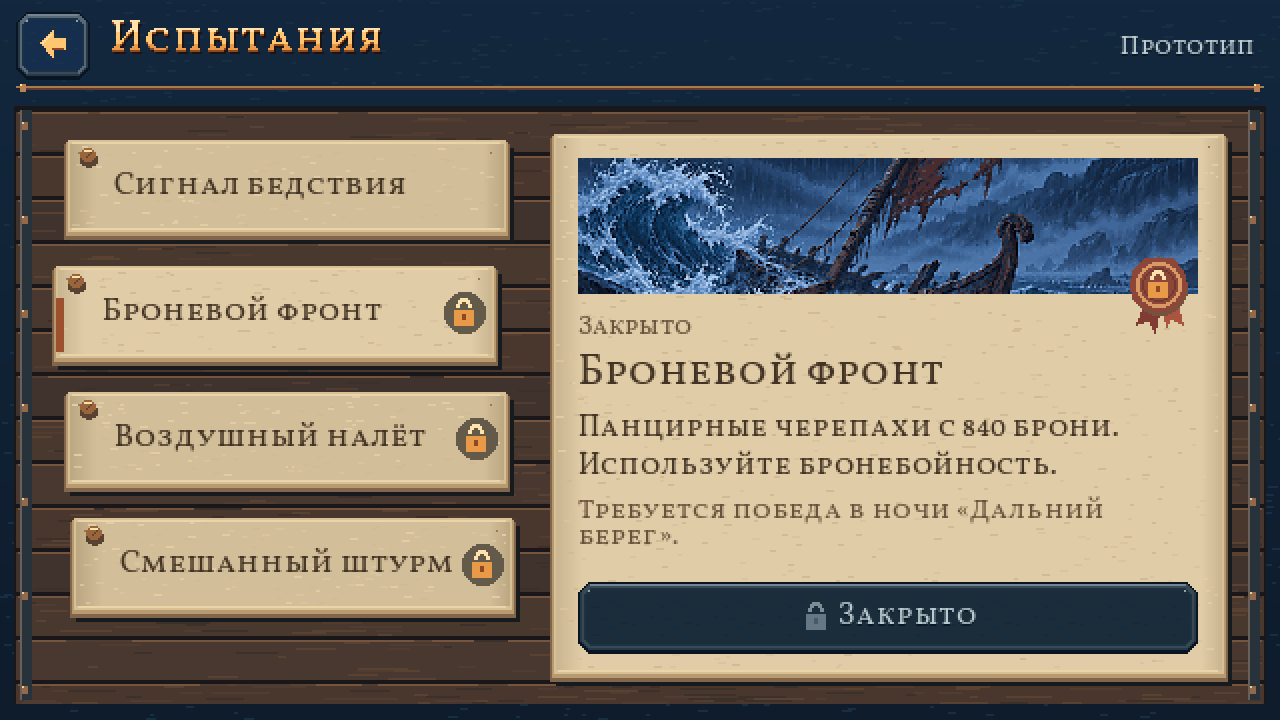 Испытания
Прототип
Сигнал бедствия
Броневой фронт
Воздушный налёт
Смешанный штурм
Закрыто
Броневой фронт
Панцирные черепахи с 840 брони.
Используйте бронебойность.
Требуется победа в ночи «Дальний
берег».
Закрыто